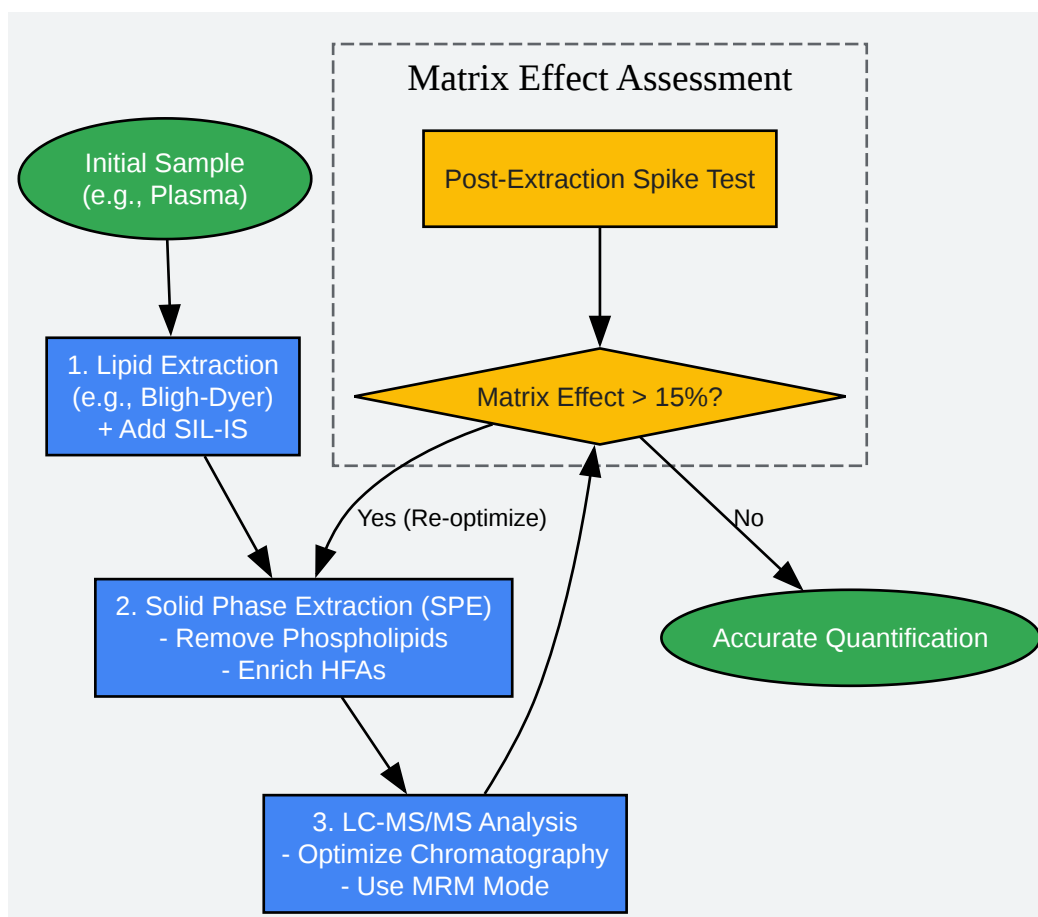 Matrix Effect Assessment
Initial Sample
(e.g., Plasma)
Post-Extraction Spike Test
1. Lipid Extraction
(e.g., Bligh-Dyer)
+ Add SIL-IS
Matrix Effect > 15%?
Yes (Re-optimize)
No
2. Solid Phase Extraction (SPE)
- Remove Phospholipids
- Enrich HFAs
Accurate Quantification
3. LC-MS/MS Analysis
- Optimize Chromatography
- Use MRM Mode